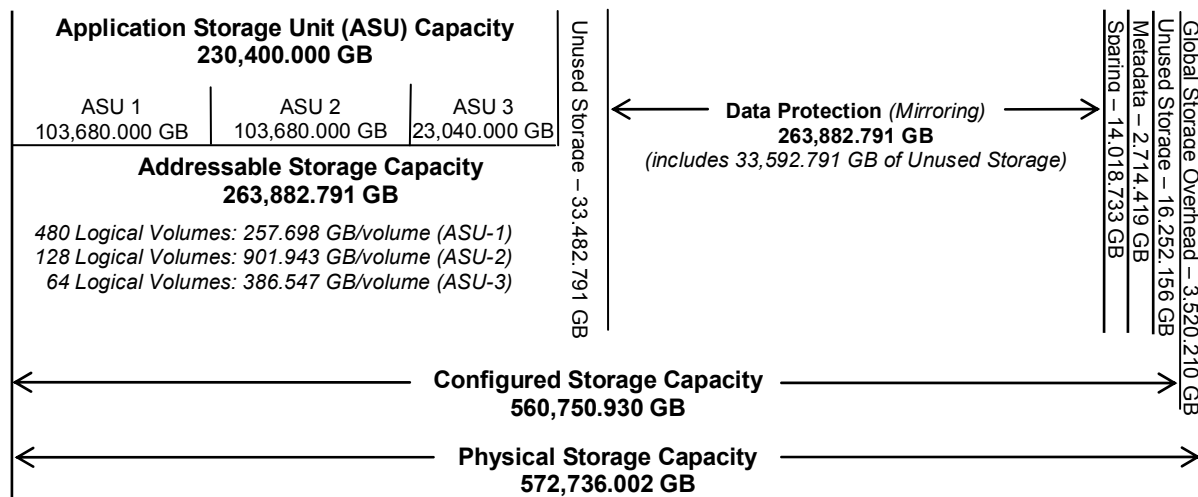 Application Storage Unit (ASU) Capacity
230,400.000 GB
ASU 1
103,680.000 GB
ASU 2
103,680.000 GB
ASU 3
23,040.000 GB
Addressable Storage Capacity
263,882.791 GB
480 Logical Volumes: 257.698 GB/volume (ASU-1)
128 Logical Volumes: 901.943 GB/volume (ASU-2)
64 Logical Volumes: 386.547 GB/volume (ASU-3)
Unused Storage – 33.482.791 GB
Data Protection (Mirroring)
263,882.791 GB
(includes 33,592.791 GB of Unused Storage)
Sparing – 14.018.733 GB
Metadata – 2.714.419 GB
Unused Storage – 16.252.156 GB
Global Storage Overhead – 3.520.210 GB
Configured Storage Capacity
560,750.930 GB
Physical Storage Capacity
572,736.002 GB